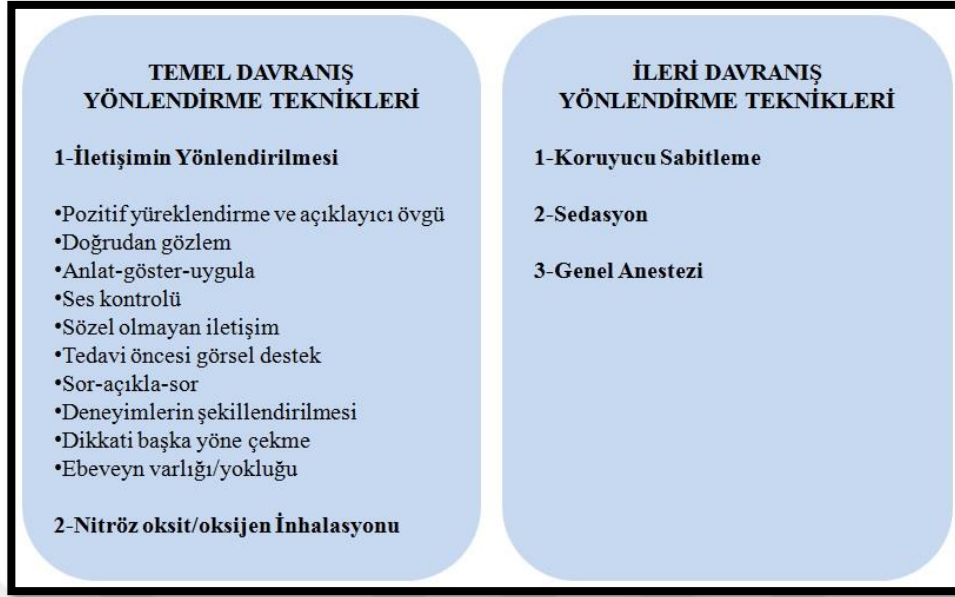 TEMEL DAVRANIŞ
YÖNLENDİRME TEKNİKLERİ
1-İletişimin Yönlendirilmesi
•Pozitif yüreklendirme ve açıklayıcı övgü
•Doğrudan gözlem
•Anlat-göster-uygula
•Ses kontrolü
•Sözel olmayan iletişim
•Tedavi öncesi görsel destek
•Sor-açıkla-sor
•Deneyimlerin şekillendirilmesi
•Dikkati başka yöne çekme
•Ebeveyn varlığı/yokluğu
2-Nitröz oksit/oksijen İnhalasyonu
İLERİ DAVRANIŞ
YÖNLENDİRME TEKNİKLERİ
1-Koruyucu Sabitleme
2-Sedasyon
3-Genel Anestezi